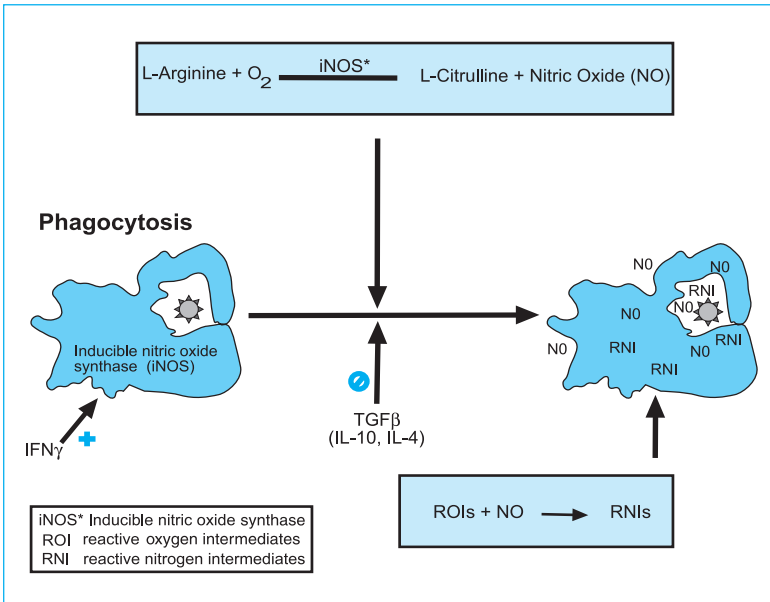 iNOS*
L-Arginine + O2 L-Citrulline + Nitric Oxide (NO)
Phagocytosis
Inducible nitric oxide
synthase (iNOS)
IFNγ
TGFβ
(IL-10, IL-4)
N0
N0
RNI
N0
N0
N0
RNI
N0
RNI
RNI
ROIs + NO RNIs
iNOS* Inducible nitric oxide synthase
ROI reactive oxygen intermediates
RNI reactive nitrogen intermediates